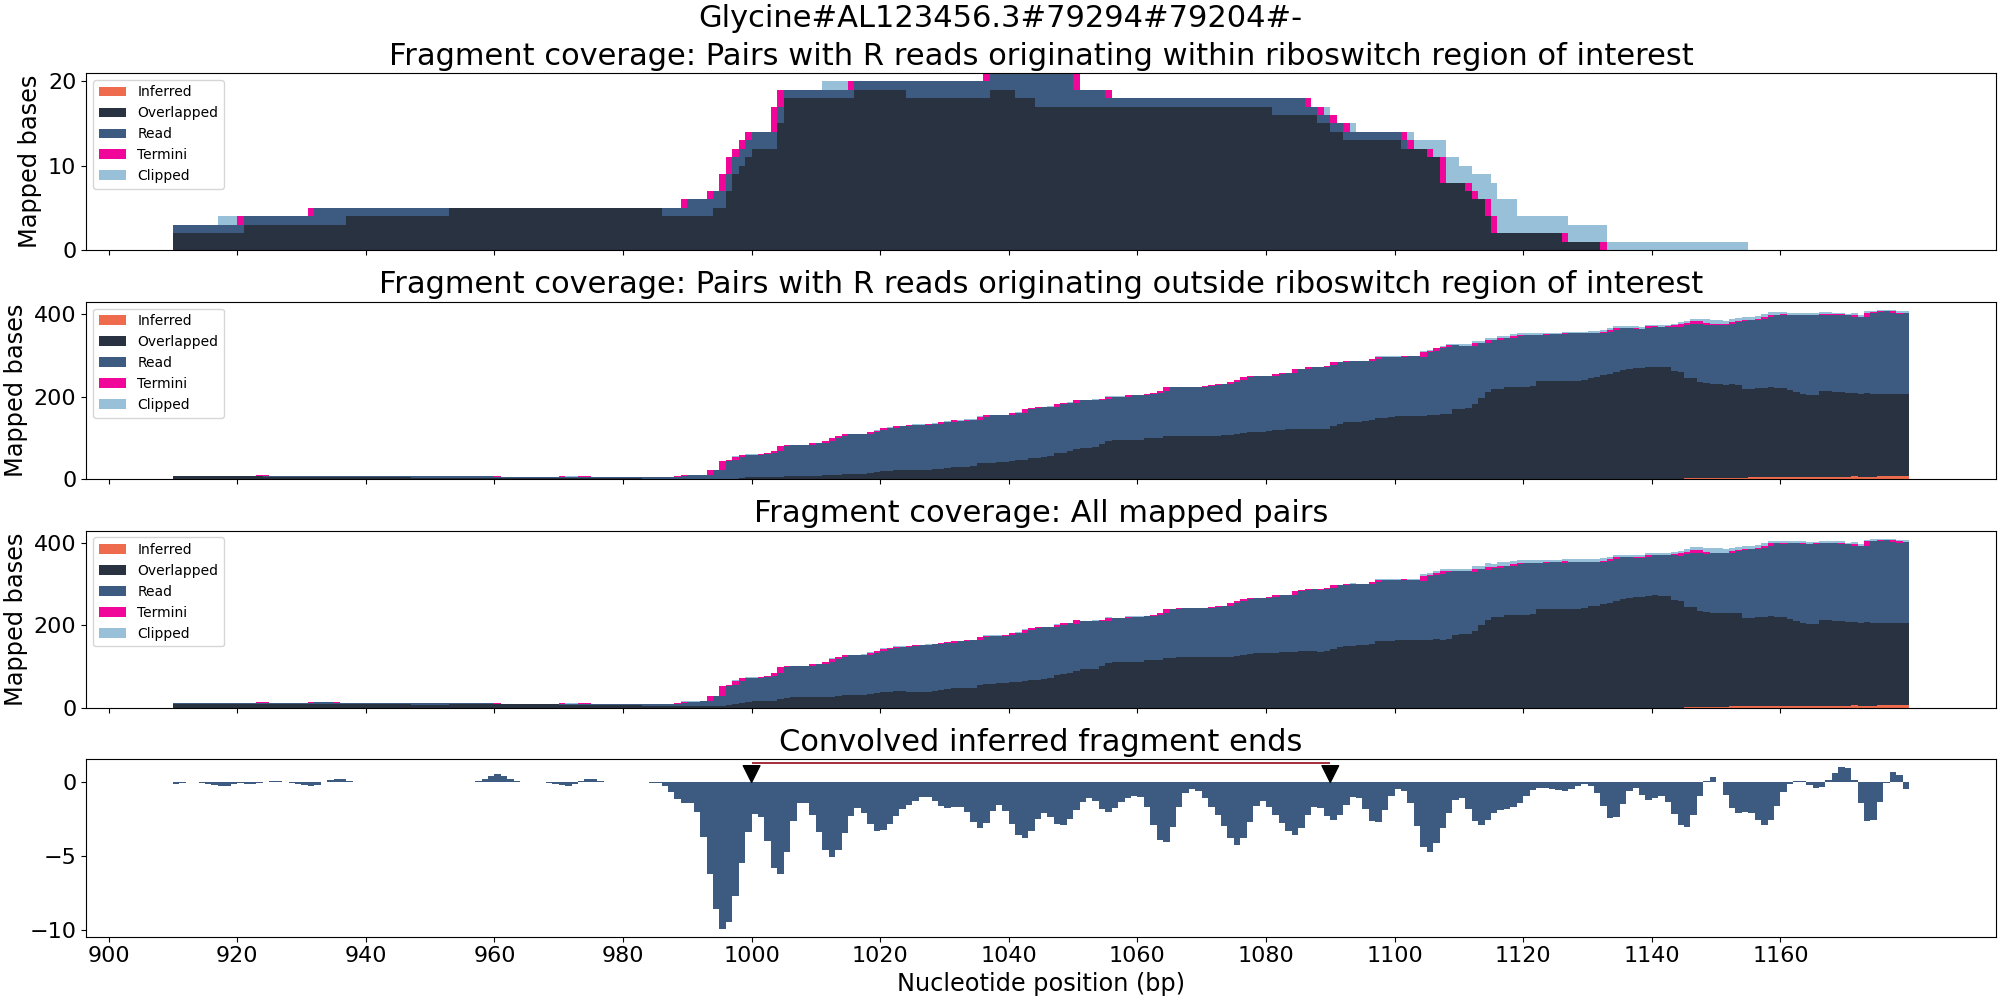 Glycine#AL123456.3#79294#79204#-
Fragment coverage: Pairs with R reads originating within riboswitch region of interest
Mapped bases
20
10
0
Inferred
Overlapped
Read
Termini
Clipped
Fragment coverage: Pairs with R reads originating outside riboswitch region of interest
Mapped bases
400
200
0
Inferred
Overlapped
Read
Termini
Clipped
Fragment coverage: All mapped pairs
Mapped bases
400
200
0
Inferred
Overlapped
Read
Termini
Clipped
Convolved inferred fragment ends
0
−5
−10
900 920 940 960 980 1000 1020 1040 1060 1080 1100 1120 1140 1160
Nucleotide position (bp)